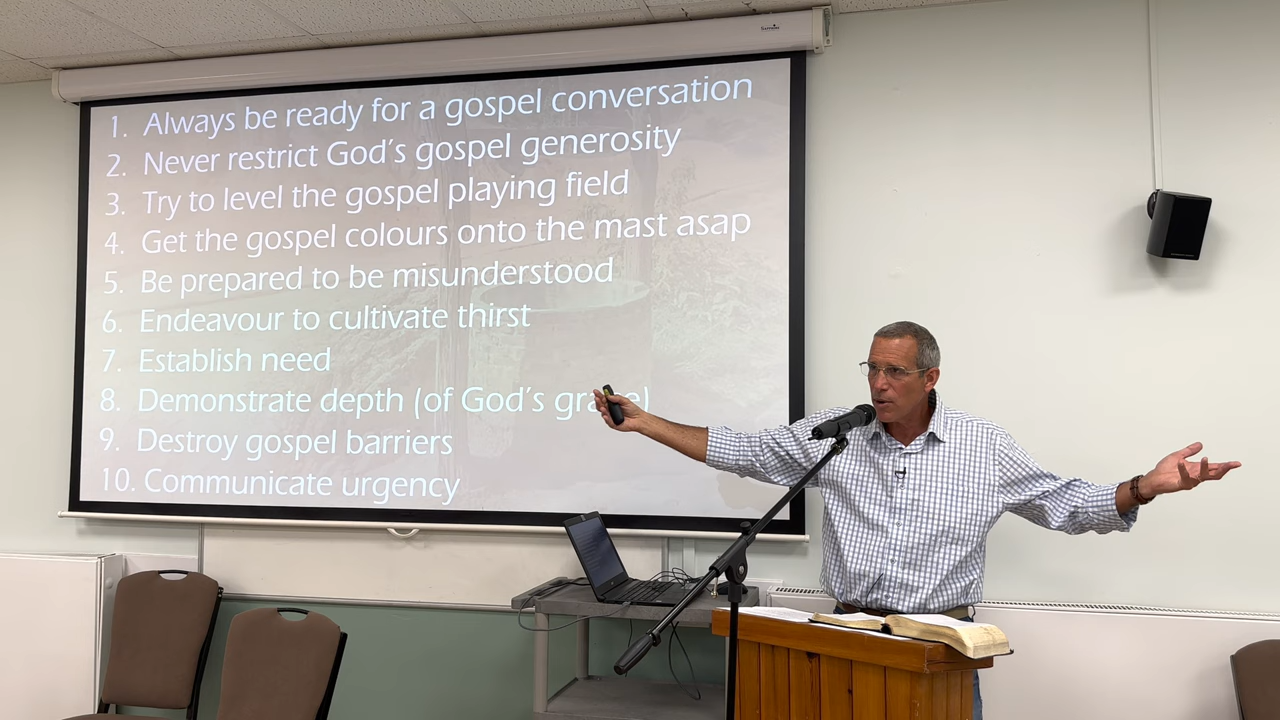 1. Always be ready for a gospel conversation
2. Never restrict God's gospel generosity
3. Try to level the gospel playing field
4. Get the gospel colours onto the mast asap
5. Be prepared to be misunderstood
6. Endeavour to cultivate thirst
7. Establish need
8. Demonstrate depth (of God's grace)
9. Destroy gospel barriers
10. Communicate urgency